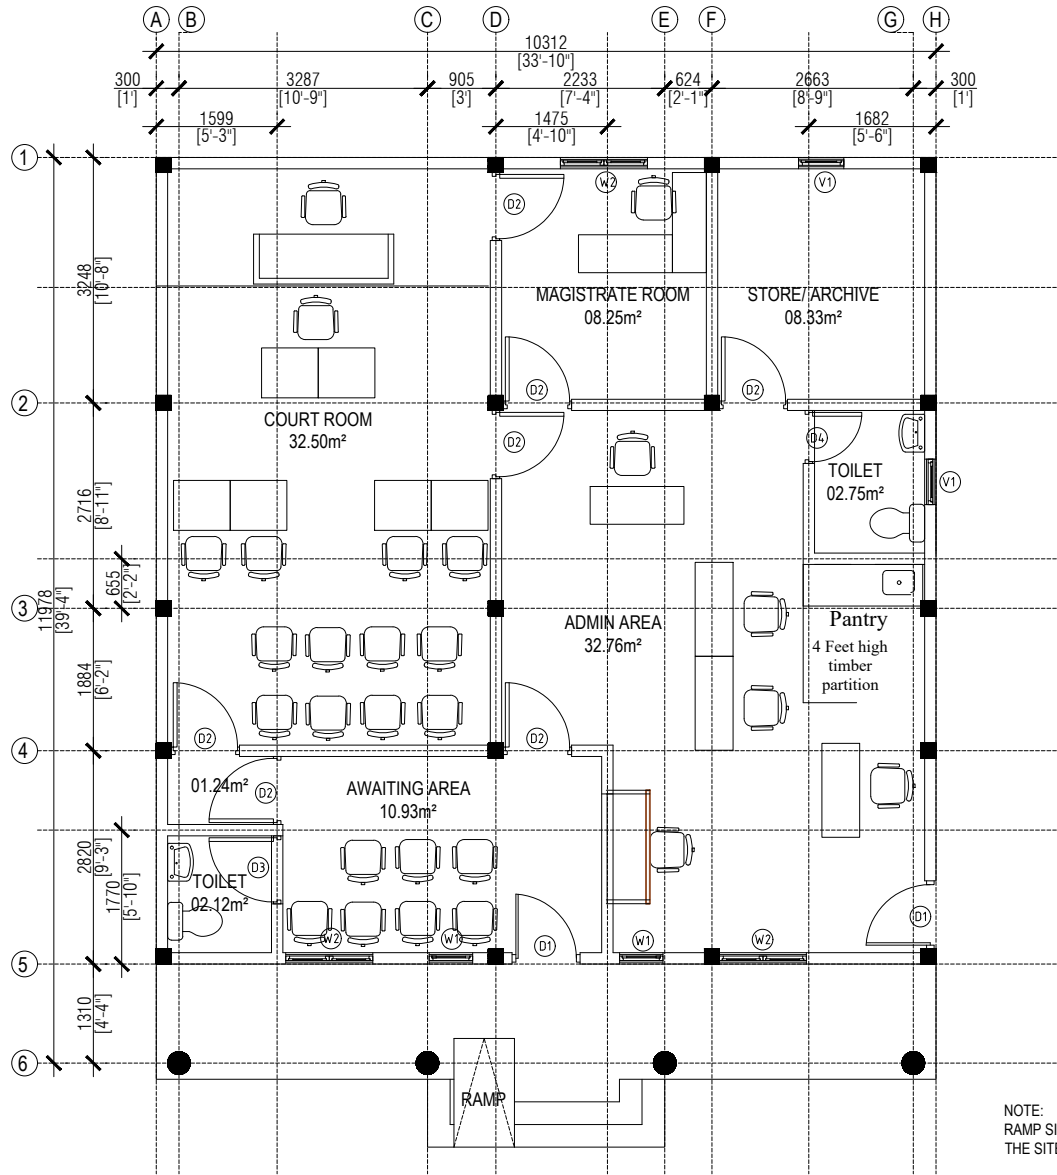 A B C D E F G H
10312
[33'-10"]
300 3287 905 2233 624 2663 300
[1'] [10'-9"] [3'] [7'-4"] [2'-1"] [8'-9"] [1']
1599 1475 1682
[5'-3"] [4'-10"] [5'-6"]
1
W2 V1
D2
3248
[10'-8"]
MAGISTRATE ROOM STORE/ ARCHIVE
08.25m² 08.33m²
D2 D2
2
COURT ROOM
32.50m²
D2 D4
TOILET
02.75m²
V1
2716
[8'-11"]
655
[2'-2"]
11978
[39'-4"]
3
ADMIN AREA
32.76m²
Pantry
4 Feet high
timber
partition
1884
[6'-2"]
D2 D2
4
01.24m² D2
AWAITING AREA
10.93m²
2820
[9'-3"]
1770
[5'-10"]
D3
TOILET
02.12m²
W2 W1 D1 W1 W2 D1
5
1310
[4'-4"]
6
RAMP
NOTE:
RAMP
THE